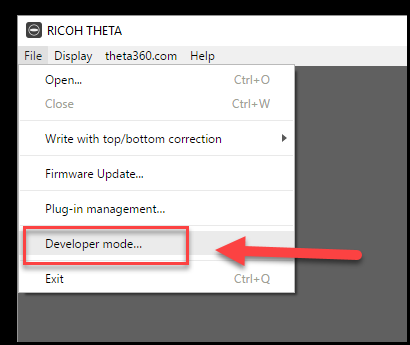 RICOH THETA
File Display theta360.com Help
Open... Ctrl+O
Close Ctrl+W
Write with top/bottom correction
Firmware Update...
Plug-in management...
Developer mode...
Exit Ctrl+Q